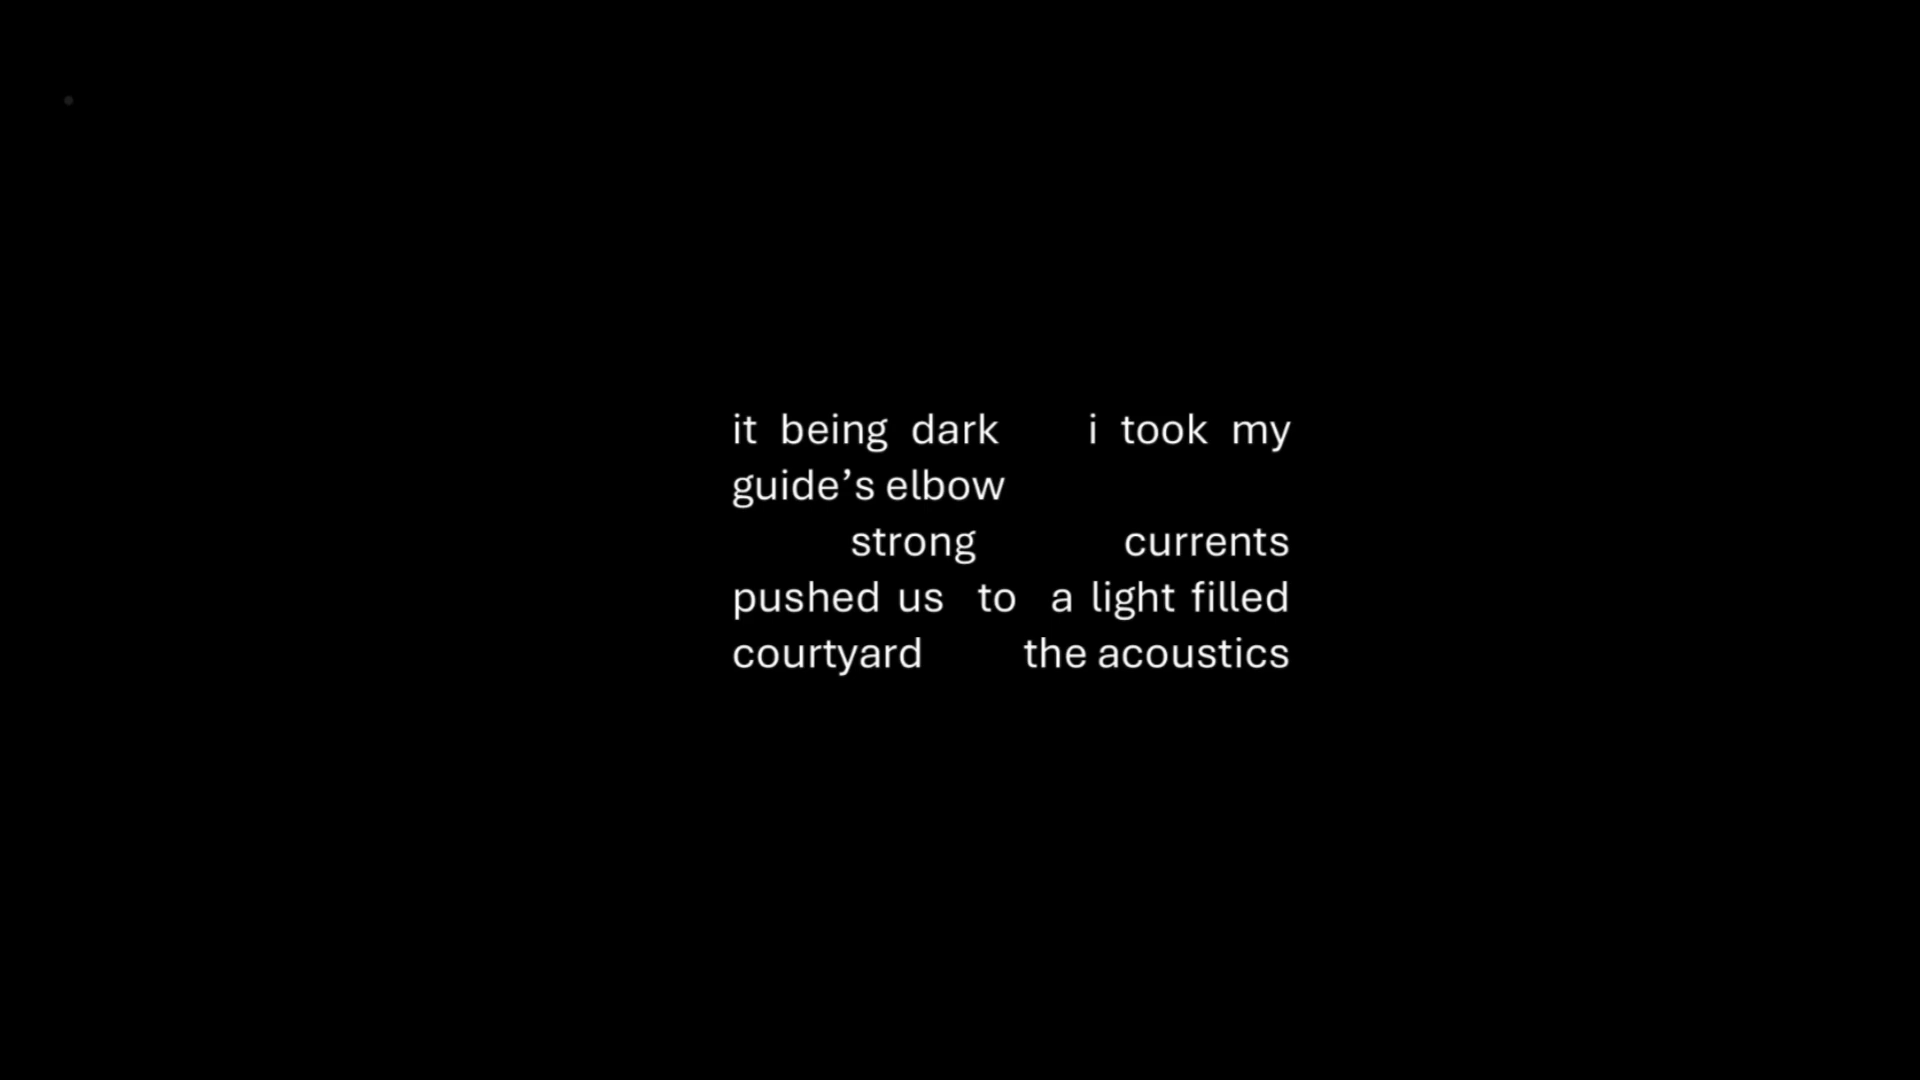 it being dark i took my
guide’s elbow
strong currents
pushed us to a light filled
courtyard the acoustics